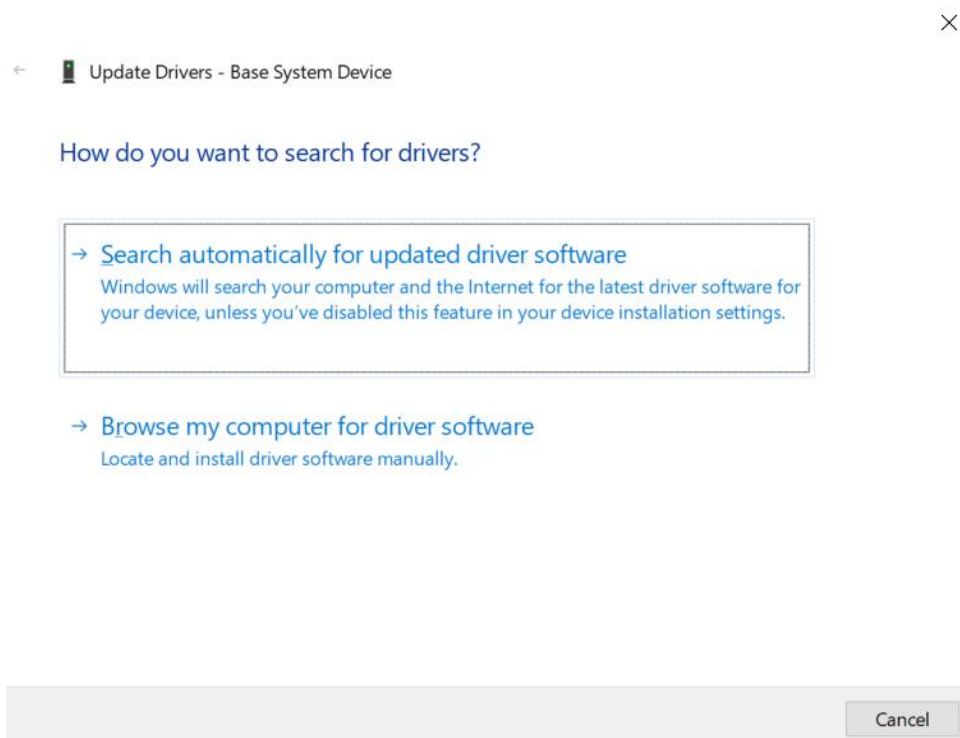 Update Drivers - Base System Device
How do you want to search for drivers?
Search automatically for updated driver software
Windows will search your computer and the Internet for the latest driver software for
your device, unless you’ve disabled this feature in your device installation settings.
Browse my computer for driver software
Locate and install driver software manually.
Cancel